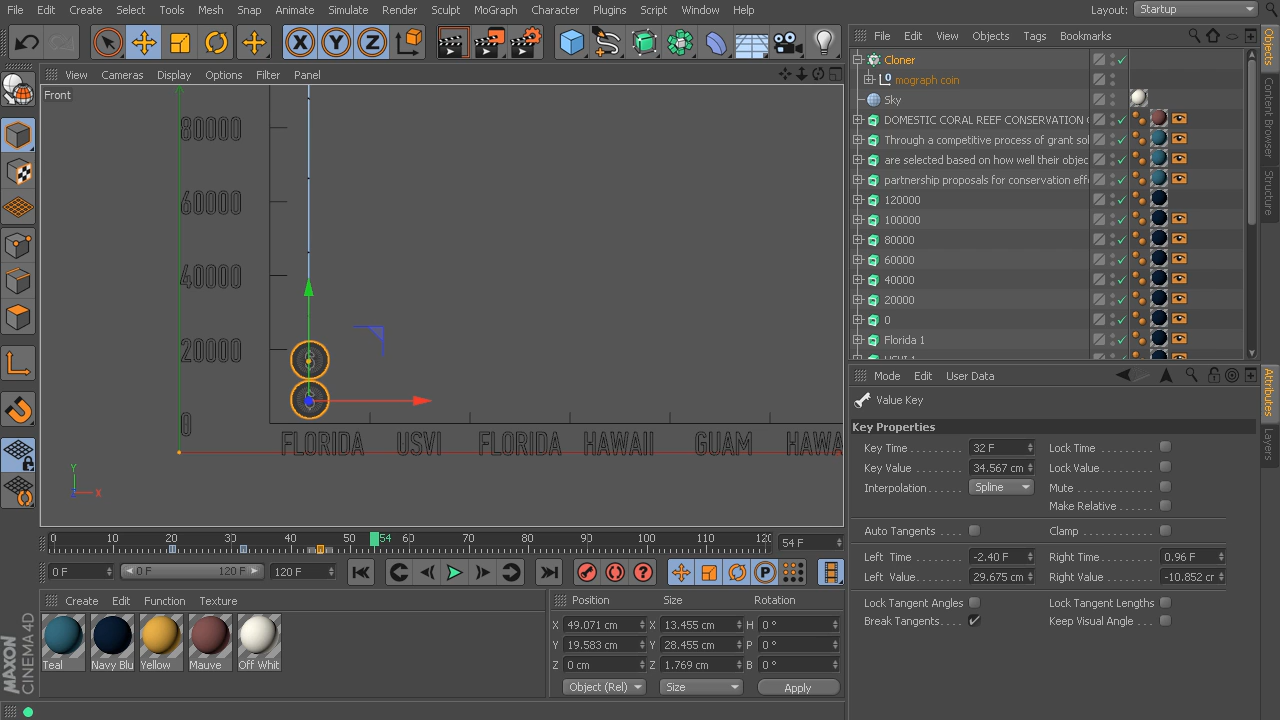 File Edit Create Select Tools Mesh Snap Animate Simulate Render Sculpt MoGraph Character Plugins Script Window Help Layout: Startup
File Edit View Objects Tags Bookmarks
View Cameras Display Options Filter Panel
Front
80000
60000
40000
20000
0
FLORIDA USVI FLORIDA HAWAII GUAM HAWA
Y
X
Cloner
mograph coin
Sky
DOMESTIC CORAL REEF CONSERVATION
Through a competitive process of grant sol
are selected based on how well their objec
partnership proposals for conservation eff
120000
100000
80000
60000
40000
20000
0
Florida 1
USVI 1
Objects
Content Browser
Structure
Mode Edit User Data
Value Key
Key Properties
Key Time 32 F Lock Time
Key Value 34.567 cm Lock Value
Interpolation Spline Mute
Make Relative
Auto Tangents Clamp
Left Time -2.40 F Right Time 0.96 F
Left Value 29.675 cm Right Value -10.852 cr
Lock Tangent Angles Lock Tangent Lengths
Break Tangents Keep Visual Angle
Attributes
Layers
0 10 20 30 40 50 54 60 70 80 90 100 110 120 54 F
0 F 0 F 120 F 120 F
Create Edit Function Texture
Teal Navy Blu Yellow Mauve Off Whit
Position Size Rotation
X 49.071 cm X 13.455 cm H 0 °
Y 19.583 cm Y 28.455 cm P 0 °
Z 0 cm Z 1.769 cm B 0 °
Object (Rel) Size Apply
MAXON
CINEMA 4D